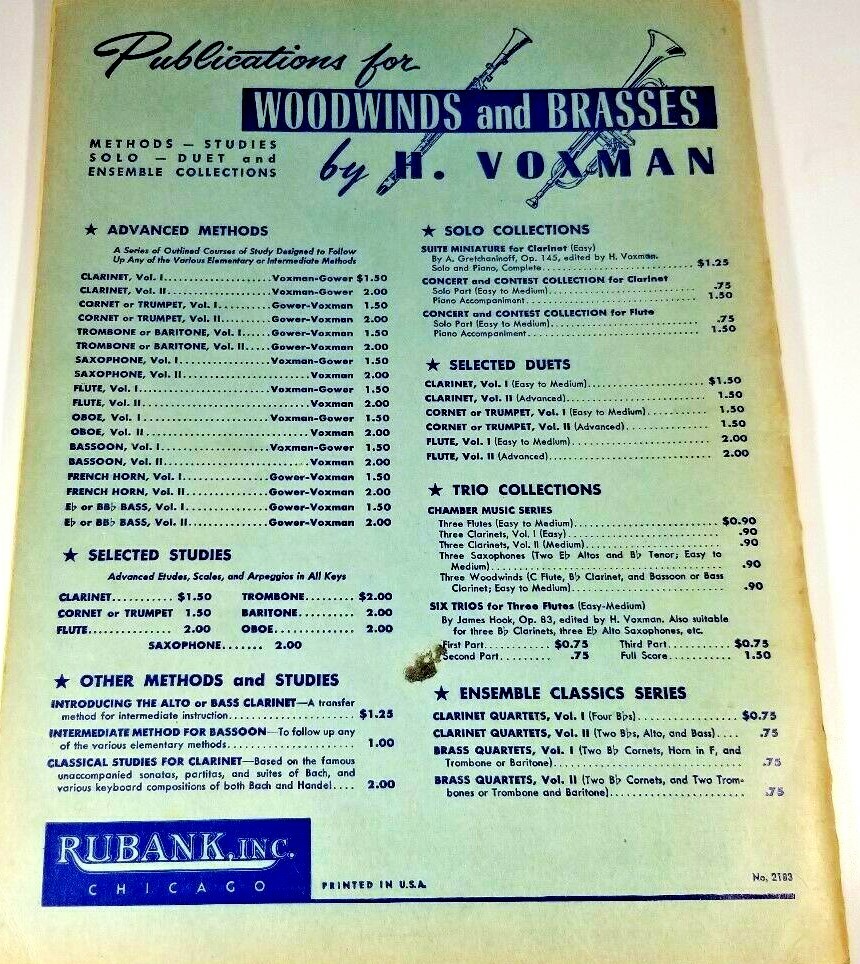 Publications for
WOODWINDS and BRASSES
by H. VOXMAN
METHODS — STUDIES
SOLO — DUET and
ENSEMBLE COLLECTIONS
★ ADVANCED METHODS
A Series of Outlined Courses of Study Designed to Follow
Up Any of the Various Elementary or Intermediate Methods
CLARINET, Vol. I..........Voxman-Gower $1.50
CLARINET, Vol. II..........Voxman-Gower 2.00
CORNET or TRUMPET, Vol. I.....Gower-Voxman 1.50
CORNET or TRUMPET, Vol. II.....Gower-Voxman 2.00
TROMBONE or BARITONE, Vol. I.....Gower-Voxman 1.50
TROMBONE or BARITONE, Vol. II.....Gower-Voxman 2.00
SAXOPHONE, Vol. I..........Voxman-Gower 1.50
SAXOPHONE, Vol. II..........Voxman 2.00
FLUTE, Vol. I..........Voxman-Gower 1.50
FLUTE, Vol. II..........Voxman 2.00
OBOE, Vol. I..........Voxman-Gower 1.50
OBOE, Vol. II..........Voxman 2.00
BASSOON, Vol. I..........Voxman-Gower 1.50
BASSOON, Vol. II..........Voxman 2.00
FRENCH HORN, Vol. I..........Gower-Voxman 1.50
FRENCH HORN, Vol. II..........Gower-Voxman 2.00
E♭ or BB♭ BASS, Vol. I..........Gower-Voxman 1.50
E♭ or BB♭ BASS, Vol. II..........Gower-Voxman 2.00
★ SELECTED STUDIES
Advanced Etudes, Scales, and Arpeggios in All Keys
CLARINET.......... $1.50 TROMBONE.......... $2.00
CORNET or TRUMPET 1.50 BARITONE.......... 2.00
FLUTE.......... 2.00 OBOE.......... 2.00
SAXOPHONE....... 2.00
★ OTHER METHODS and STUDIES
INTRODUCING THE ALTO or BASS CLARINET—A transfer
method for intermediate instruction.......... $1.25
INTERMEDIATE METHOD FOR BASSOON—To follow up any
of the various elementary methods.......... 1.00
CLASSICAL STUDIES FOR CLARINET—Based on the famous
unaccompanied sonatas, partitas, and suites of Bach, and
various keyboard compositions of both Bach and Handel.... 2.00
★ SOLO COLLECTIONS
SUITE MINIATURE for Clarinet (Easy)
By A. Gretchaninoff, Op. 145, edited by H. Voxman.
Solo and Piano, Complete.......... $1.25
CONCERT and CONTEST COLLECTION for Clarinet
Solo Part (Easy to Medium).......... .75
Piano Accompaniment.......... 1.50
CONCERT and CONTEST COLLECTION for Flute
Solo Part (Easy to Medium).......... .75
Piano Accompaniment.......... 1.50
★ SELECTED DUETS
CLARINET, Vol. I (Easy to Medium).......... $1.50
CLARINET, Vol. II (Advanced).......... 1.50
CORNET or TRUMPET, Vol. I (Easy to Medium).......... 1.50
CORNET or TRUMPET, Vol. II (Advanced).......... 1.50
FLUTE, Vol. I (Easy to Medium).......... 2.00
FLUTE, Vol. II (Advanced).......... 2.00
★ TRIO COLLECTIONS
CHAMBER MUSIC SERIES
Three Flutes (Easy to Medium).......... $0.90
Three Clarinets, Vol. I (Easy).......... .90
Three Clarinets, Vol. II (Medium).......... .90
Three Saxophones (Two E♭ Altos and B♭ Tenor; Easy to
Medium).......... .90
Three Woodwinds (C Flute, B♭ Clarinet, and Bassoon or Bass
Clarinet; Easy to Medium).......... .90
SIX TRIOS for Three Flutes (Easy-Medium)
By James Hook, Op. 83, edited by H. Voxman. Also suitable
for three B♭ Clarinets, three E♭ Alto Saxophones, etc.
First Part.......... $0.75 Third Part.......... $0.75
Second Part.......... .75 Full Score.......... 1.50
★ ENSEMBLE CLASSICS SERIES
CLARINET QUARTETS, Vol. I (Four B♭s).......... $0.75
CLARINET QUARTETS, Vol. II (Two B♭s, Alto, and Bass).... .75
BRASS QUARTETS, Vol. I (Two B♭ Cornets, Horn in F, and
Trombone or Baritone).......... .75
BRASS QUARTETS, Vol. II (Two B♭ Cornets, and Two Trom-
bones or Trombone and Baritone).......... .75
RUBANK, INC.
CHICAGO
PRINTED IN U.S.A.
No. 2183